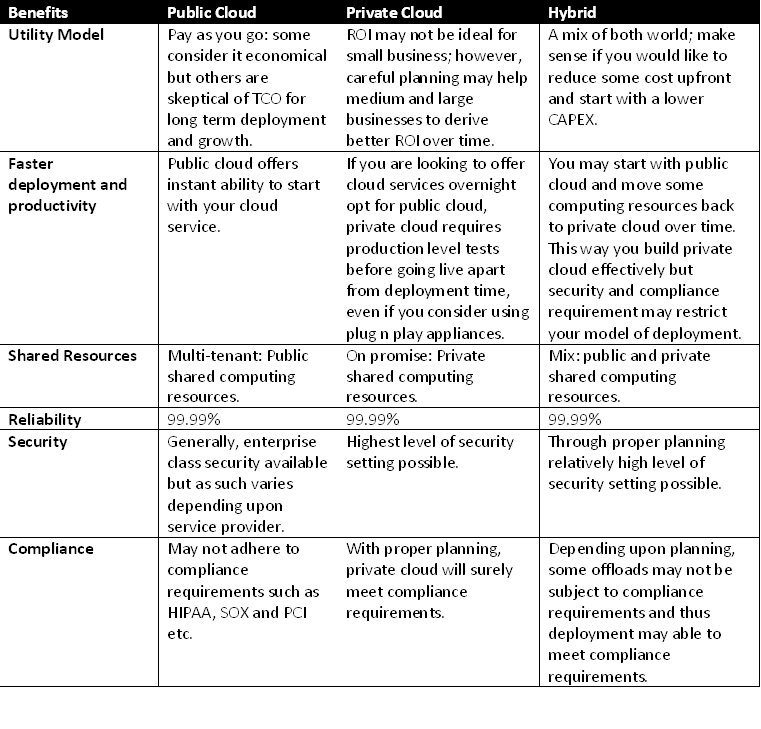 Benefits Public Cloud Private Cloud Hybrid
Utility Model
Pay as you go: some
consider it economical
but others are
skeptical of TCO for
long term deployment
and growth.
ROI may not be ideal for
small business; however,
careful planning may help
medium and large
businesses to derive
better ROI over time.
A mix of both world; make
sense if you would like to
reduce some cost upfront
and start with a lower
CAPEX.
Faster
deployment and
productivity
Public cloud offers
instant ability to start
with your cloud
service.
If you are looking to offer
cloud services overnight
opt for public cloud,
private cloud requires
production level tests
before going live apart
from deployment time,
even if you consider using
plug n play appliances.
You may start with public
cloud and move some
computing resources back
to private cloud over time.
This way you build private
cloud effectively but
security and compliance
requirement may restrict
your model of deployment.
Shared Resources
Multi-tenant: Public
shared computing
resources.
On promise: Private
shared computing
resources.
Mix: public and private
shared computing
resources.
Reliability 99.99% 99.99% 99.99%
Security
Generally, enterprise
class security available
but as such varies
depending upon
service provider.
Highest level of security
setting possible.
Through proper planning
relatively high level of
security setting possible.
Compliance
May not adhere to
compliance
requirements such as
HIPAA, SOX and PCI
etc.
With proper planning,
private cloud will surely
meet compliance
requirements.
Depending upon planning,
some offloads may not be
subject to compliance
requirements and thus
deployment may able to
meet compliance
requirements.